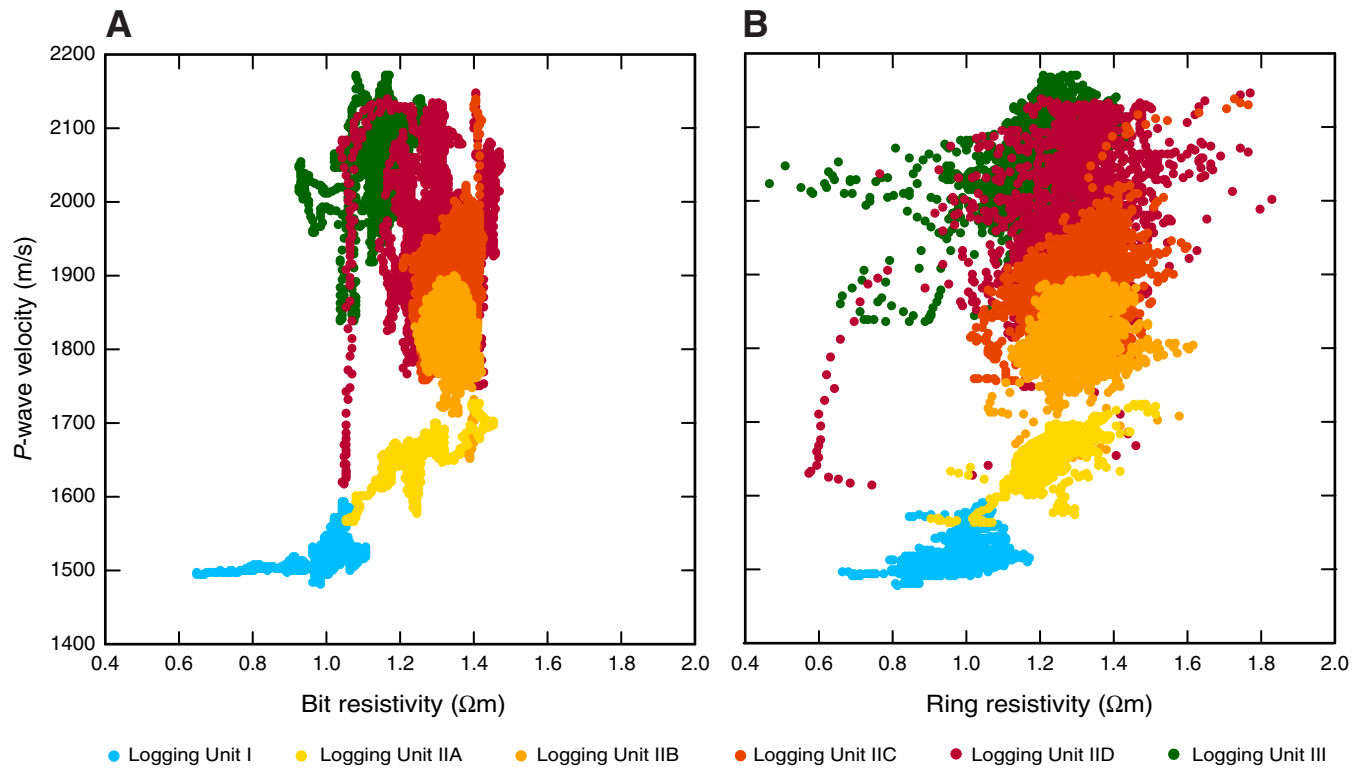 A B
2200
2100
2000
1900
1800
1700
1600
1500
1400
P-wave velocity (m/s)
0.4 0.6 0.8 1.0 1.2 1.4 1.6 1.8 2.0 0.4 0.6 0.8 1.0 1.2 1.4 1.6 1.8 2.0
Bit resistivity (Ωm) Ring resistivity (Ωm)
Logging Unit I Logging Unit IIA Logging Unit IIB Logging Unit IIC Logging Unit IID Logging Unit III